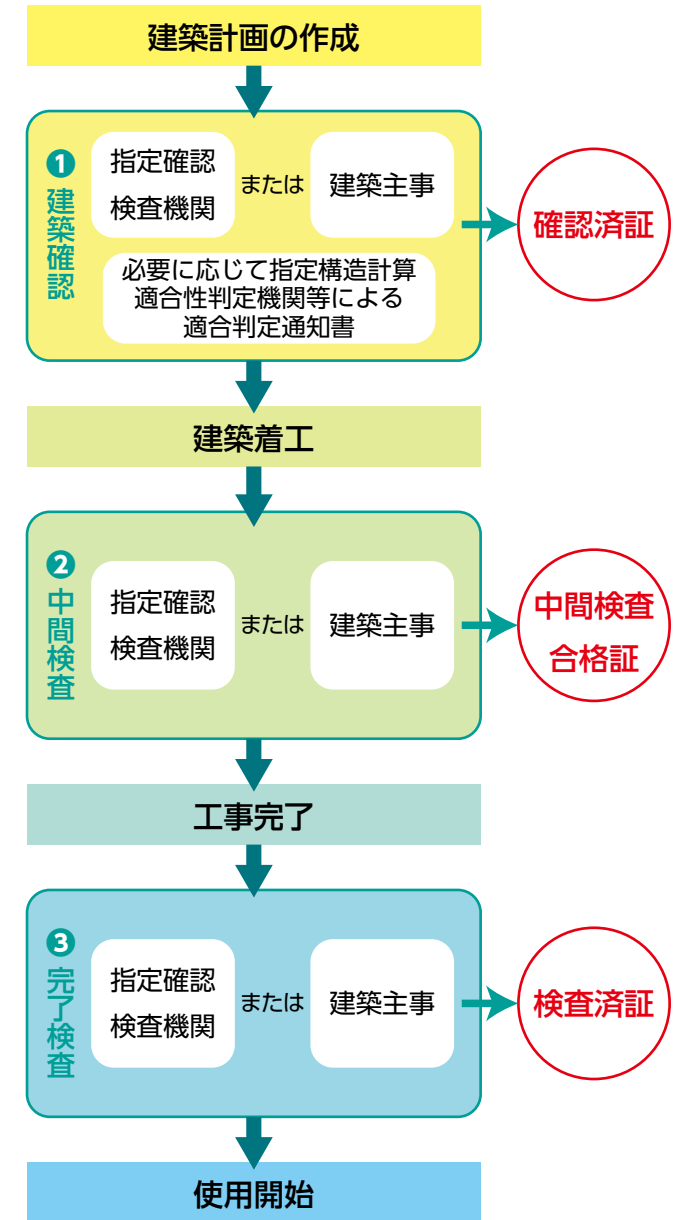 建築計画の作成
❶建築確認
指定確認
検査機関
または
建築主事
確認済証
必要に応じて指定構造計算
適合性判定機関等による
適合判定通知書
建築着工
❷中間検査
指定確認
検査機関
または
建築主事
中間検査
合格証
工事完了
❸完了検査
指定確認
検査機関
または
建築主事
検査済証
使用開始